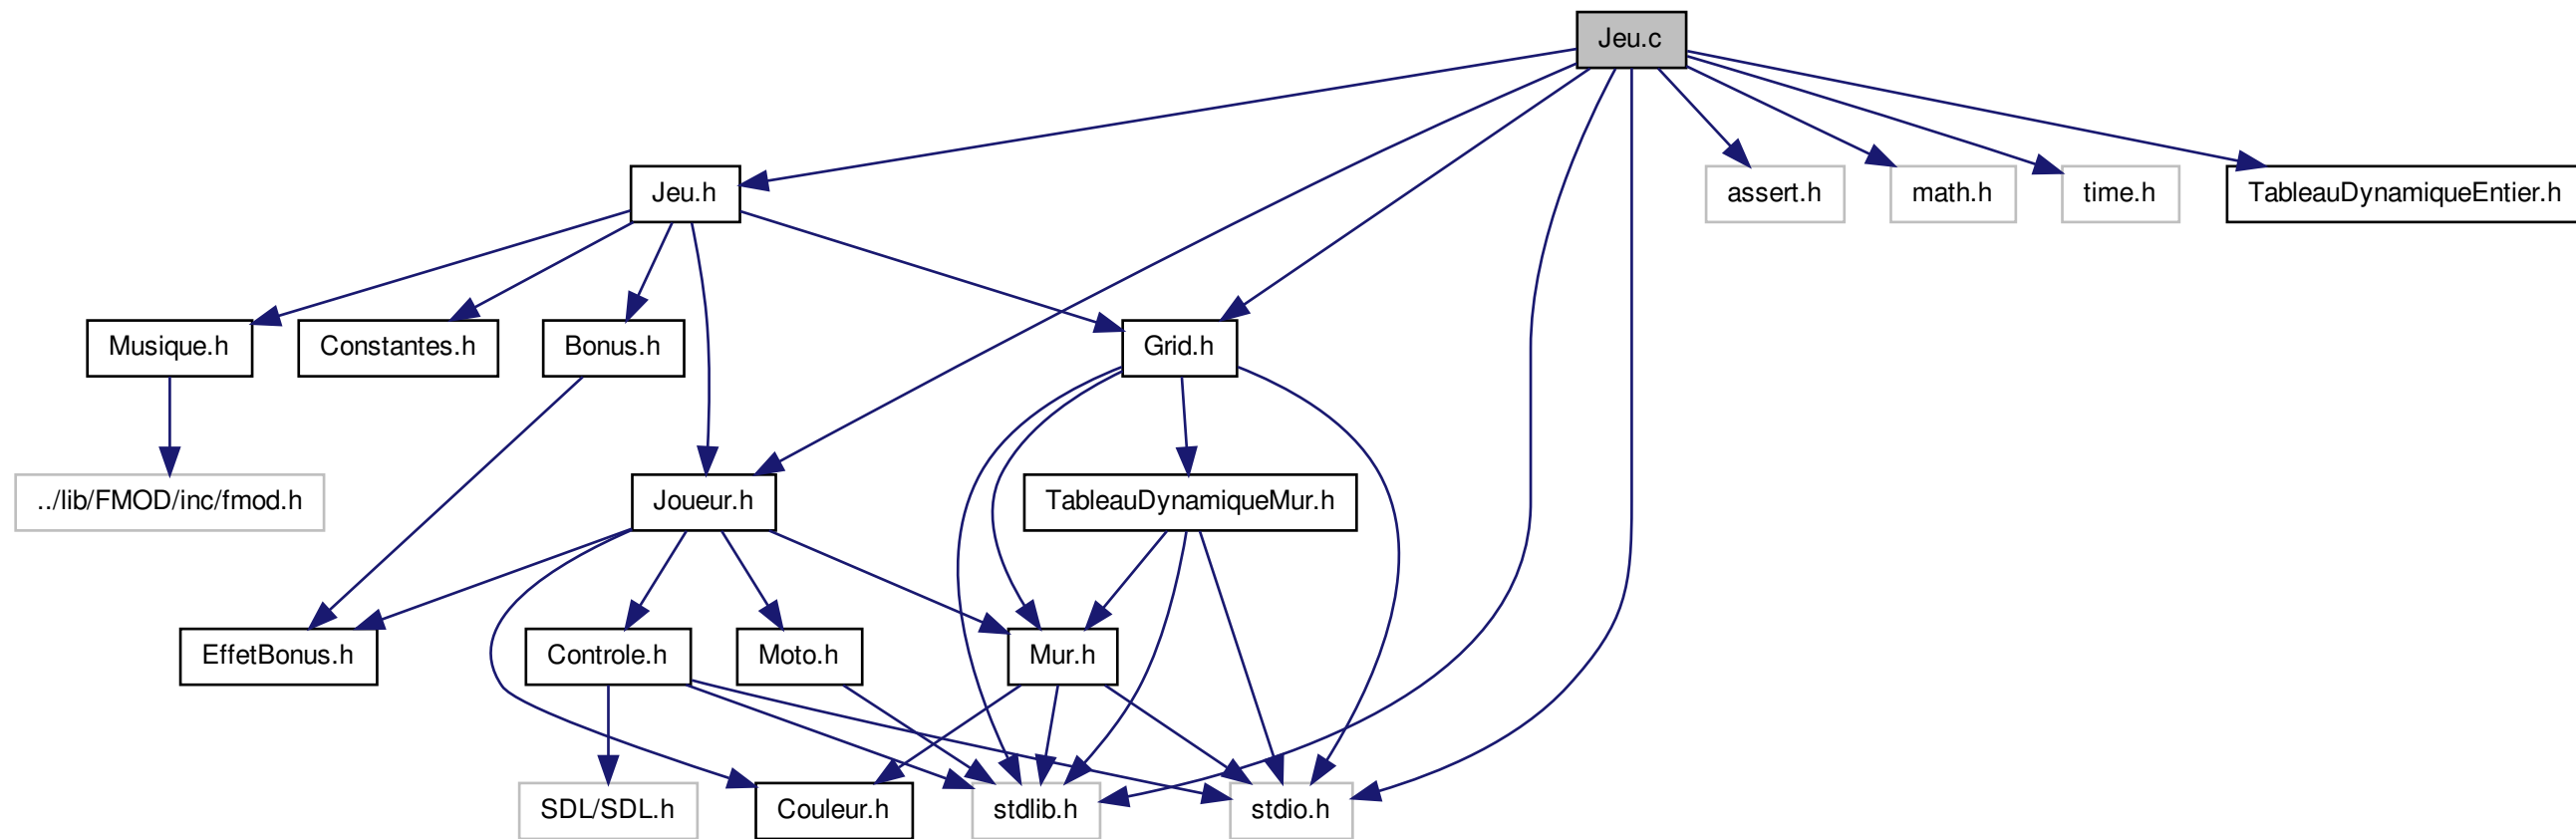 Jeu.c
Jeu.h
assert.h
math.h
time.h
TableauDynamiqueEntier.h
Musique.h
Constantes.h
Bonus.h
Grid.h
../lib/FMOD/inc/fmod.h
Joueur.h
TableauDynamiqueMur.h
EffetBonus.h
Controle.h
Moto.h
Mur.h
SDL/SDL.h
Couleur.h
stdlib.h
stdio.h